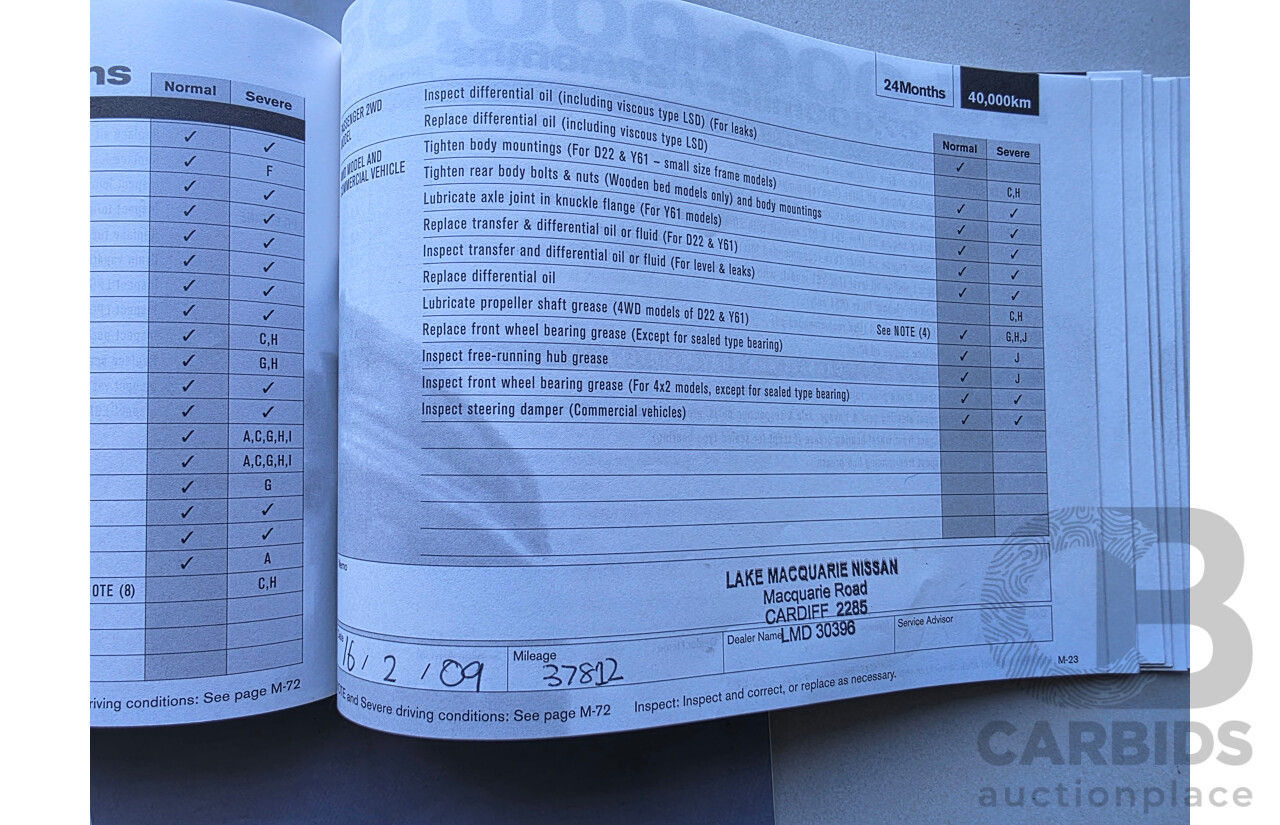 ns
Normal Severe
✓ ✓
✓ F
✓ ✓
✓ ✓
✓ ✓
✓ ✓
✓ ✓
✓ ✓
✓ C,H
✓ G,H
✓ ✓
✓ ✓
✓ A,C,G,H,I
✓ A,C,G,H,I
✓ G
✓ ✓
✓ ✓
✓ A
OTE (8) C,H
riving conditions: See page M-72
24Months 40,000km
Normal Severe
SSENGER 2WD
Inspect differential oil (including viscous type LSD) (For leaks) ✓
Replace differential oil (including viscous type LSD) C,H
MODEL AND
COMMERCIAL VEHICLE
Tighten body mountings (For D22 & Y61 – small size frame models) ✓ ✓
Tighten rear body bolts & nuts (Wooden bed models only) and body mountings ✓ ✓
Lubricate axle joint in knuckle flange (For Y61 models) ✓ ✓
Replace transfer & differential oil or fluid (For D22 & Y61) ✓ ✓
Inspect transfer and differential oil or fluid (For level & leaks) ✓ ✓
Replace differential oil C,H
Lubricate propeller shaft grease (4WD models of D22 & Y61) See NOTE (4) ✓ G,H,J
Replace front wheel bearing grease (Except for sealed type bearing) ✓ J
Inspect free-running hub grease ✓ J
Inspect front wheel bearing grease (For 4x2 models, except for sealed type bearing) ✓ ✓
Inspect steering damper (Commercial vehicles) ✓ ✓
LAKE MACQUARIE NISSAN
Macquarie Road
CARDIFF 2285
LMD 30396
16 / 2 / 09
Mileage
37812
Dealer Name
Service Advisor
M-23
and Severe driving conditions: See page M-72 Inspect: Inspect and correct, or replace as necessary.
CB
CARBIDS
auctionplace